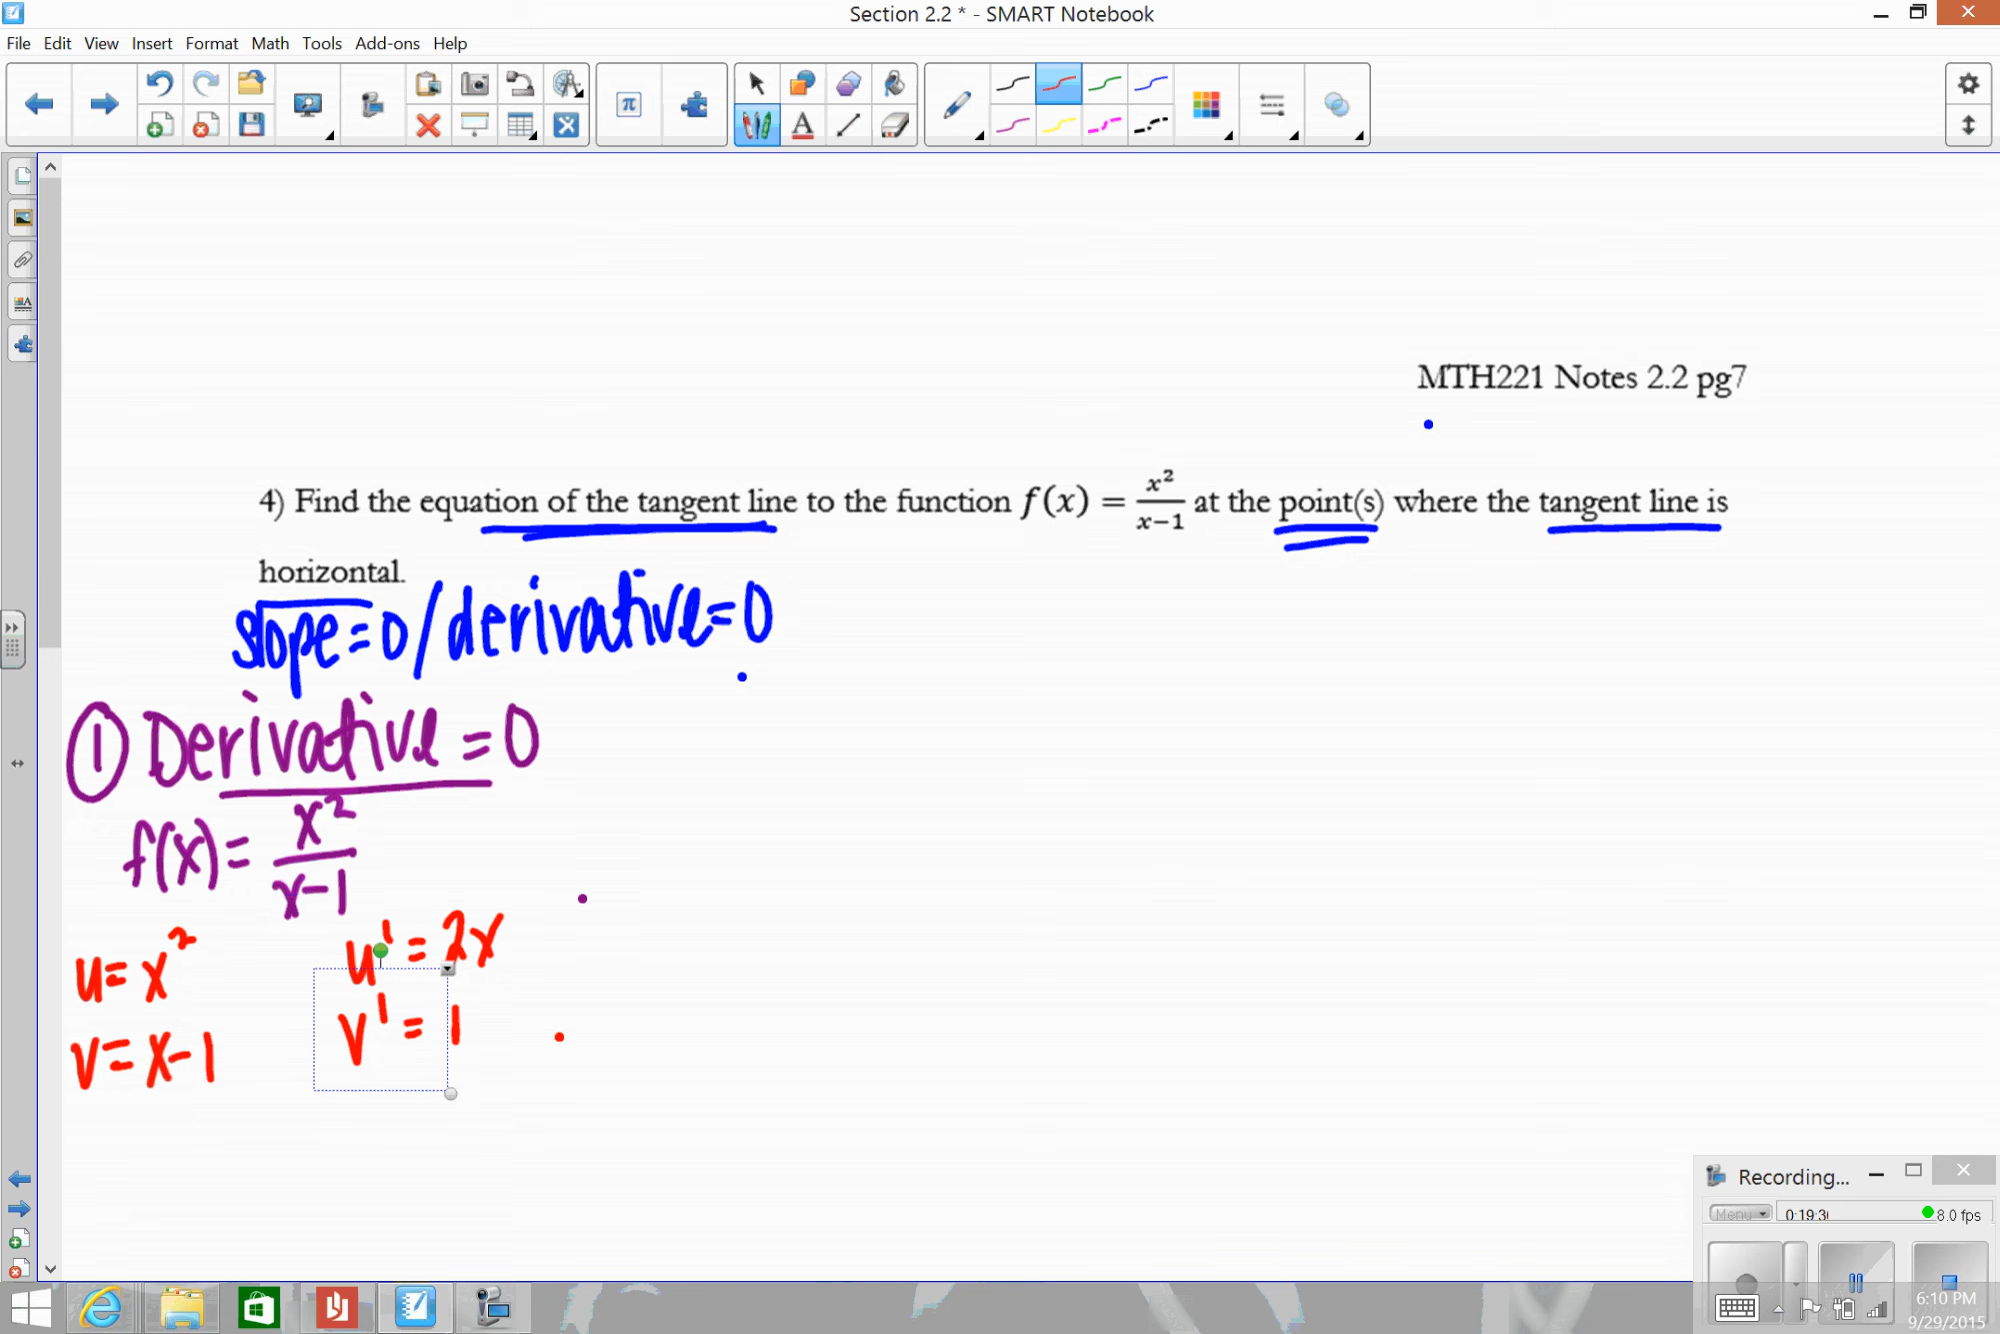 Section 2.2 * - SMART Notebook
File Edit View Insert Format Math Tools Add-ons Help
MTH221 Notes 2.2 pg7
4) Find the equation of the tangent line to the function f(x) = x²/(x−1) at the point(s) where the tangent line is
horizontal.
slope=0/derivative=0
① Derivative = 0
f(x) = x²/(x-1)
u = x² u' = 2x
v = x-1 v' = 1
Recording...
Menu 0:19:3 8.0 fps
6:10 PM
9/29/2015